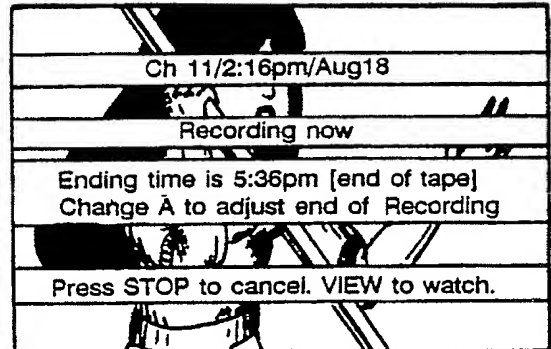 Ch 11/2:16pm/Aug18
Recording now
Ending time is 5:36pm [end of tape]
Change A to adjust end of Recording
Press STOP to cancel. VIEW to watch.